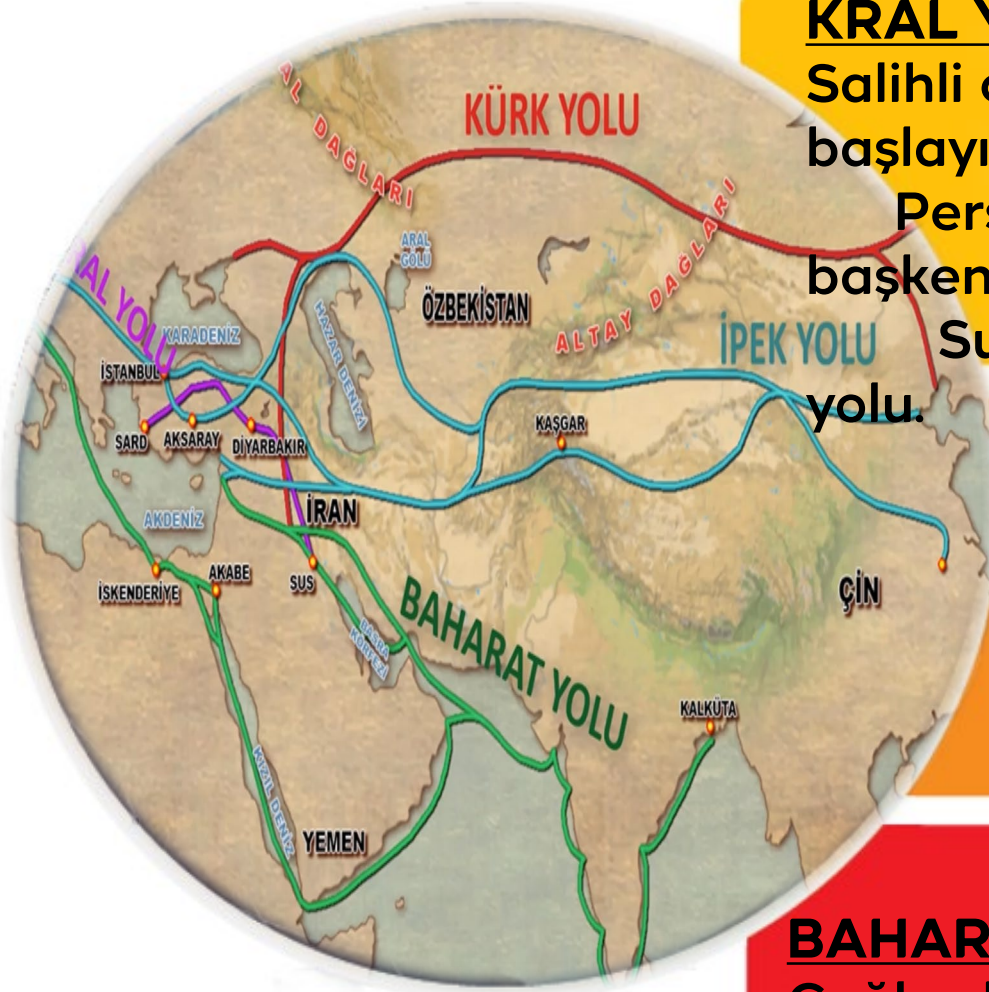 KRAL
Salihli
başlayı
Pers
başken
Su
yolu.
KÜRK YOLU
AL DAĞLARI
ARAL
GÖLÜ
ÖZBEKİSTAN
ALTAY DAĞLARI
İPEK YOLU
RAL YOLU
KARADENİZ
HAZAR DENİZİ
İSTANBUL
SARD
AKSARAY
DİYARBAKIR
KAŞGAR
AKDENİZ
İRAN
İSKENDERİYE
AKABE
SUS
ÇİN
BASRA
KÖRFEZİ
BAHARAT YOLU
KALKÜTA
KIZIL DENİZ
YEMEN
BAHAR